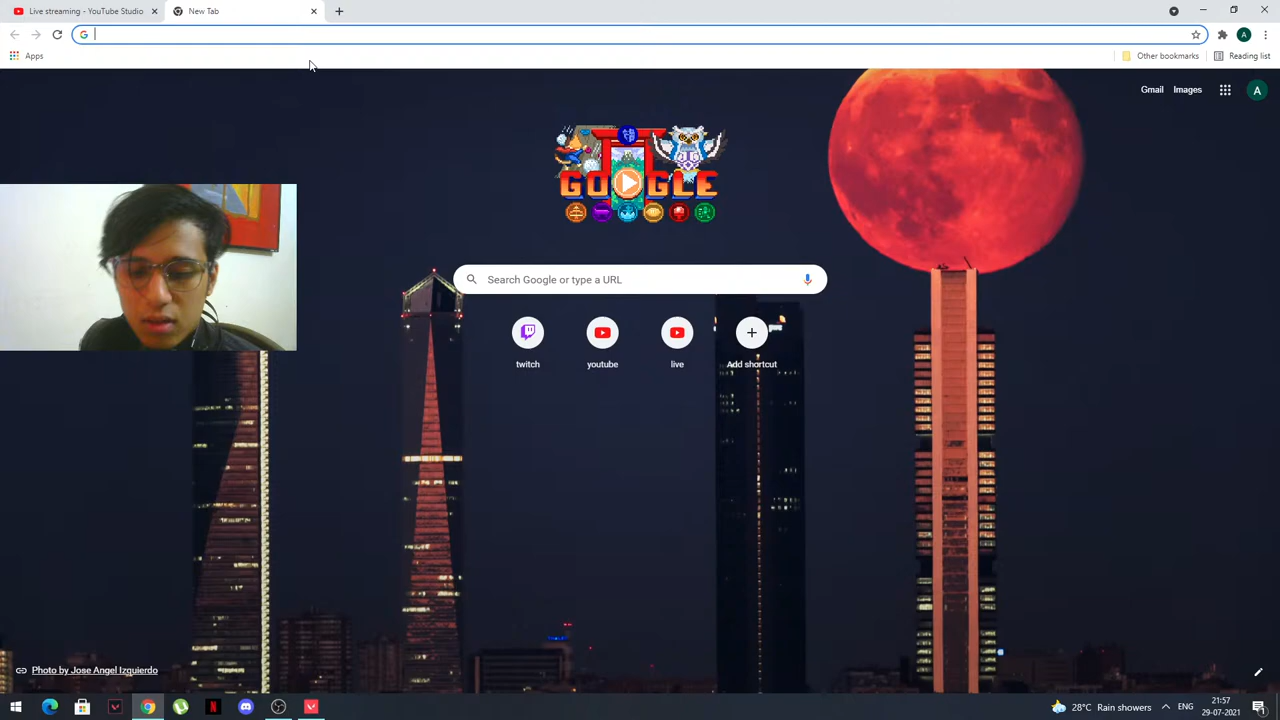 Live streaming - YouTube Studio
New Tab
Apps
Other bookmarks
Reading list
A
Gmail
Images
A
GOOGLE
Search Google or type a URL
twitch
youtube
live
Add shortcut
Photo by Jose Angel Izquierdo
28°C Rain showers
ENG
21:57
29-07-2021